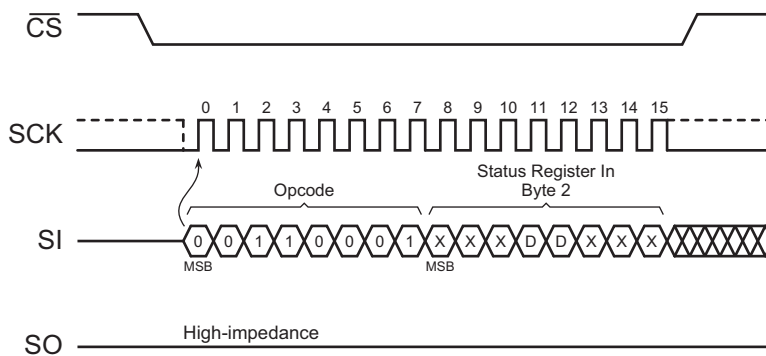 CS
0 1 2 3 4 5 6 7 8 9 10 11 12 13 14 15
SCK
Status Register In
Opcode Byte 2
SI 0 0 1 1 0 0 0 1 X X X D D X X X
MSB MSB
High-impedance
SO